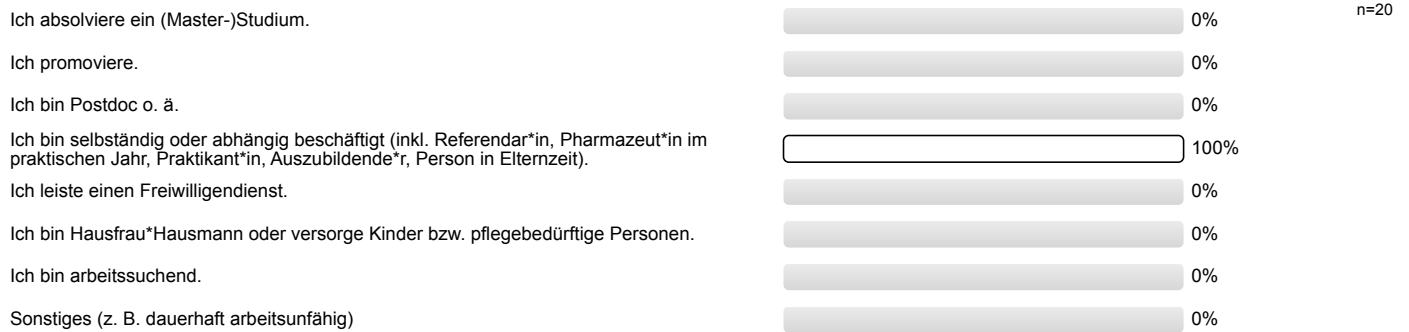 Ich absolviere ein (Master-)Studium. 0% n=20
Ich promoviere. 0%
Ich bin Postdoc o. ä. 0%
Ich bin selbständig oder abhängig beschäftigt (inkl. Referendar*in, Pharmazeut*in im
praktischen Jahr, Praktikant*in, Auszubildende*r, Person in Elternzeit). 100%
Ich leiste einen Freiwilligendienst. 0%
Ich bin Hausfrau*Hausmann oder versorge Kinder bzw. pflegebedürftige Personen. 0%
Ich bin arbeitssuchend. 0%
Sonstiges (z. B. dauerhaft arbeitsunfähig) 0%